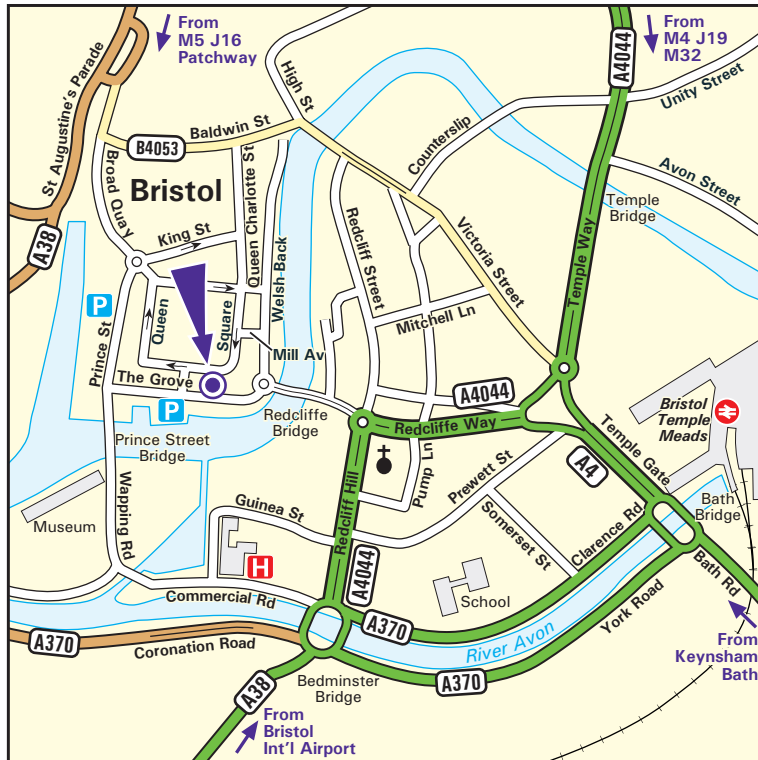 From
M5 J16
Patchway
From
M4 J19
M32
A4044
St Augustine's Parade
High St
Unity Street
Baldwin St
B4053
Counterslip
Avon Street
Broad Quay
Bristol
Queen Charlotte St
Temple
Bridge
A38
King St
Welsh Back
Redcliff Street
Victoria Street
Temple Way
P
Queen
Square
Mitchell Ln
Prince St
Mill Av
The Grove
A4044
P
Redcliffe
Bridge
Redcliffe Way
Bristol
Temple
Meads
Prince Street
Bridge
Temple Gate
A4
Pump Ln
Prewett St
Wapping Rd
Museum
Guinea St
Redcliff Hill
Somerset St
Clarence Rd
Bath
Bridge
H
A4044
Bath Rd
Commercial Rd
School
York Road
A370
A370
Coronation Road
River Avon
From
Keynsham
Bath
Bedminster
Bridge
A370
A38
From
Bristol
Int'l Airport